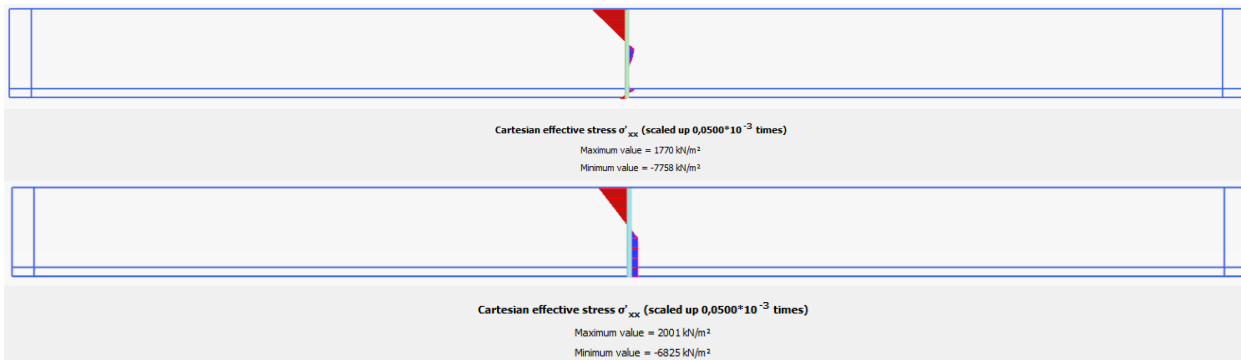 Cartesian effective stress σ'xx (scaled up 0,0500*10⁻³ times)
Maximum value = 1770 kN/m²
Minimum value = -7758 kN/m²
Cartesian effective stress σ'xx (scaled up 0,0500*10⁻³ times)
Maximum value = 2001 kN/m²
Minimum value = -6825 kN/m²